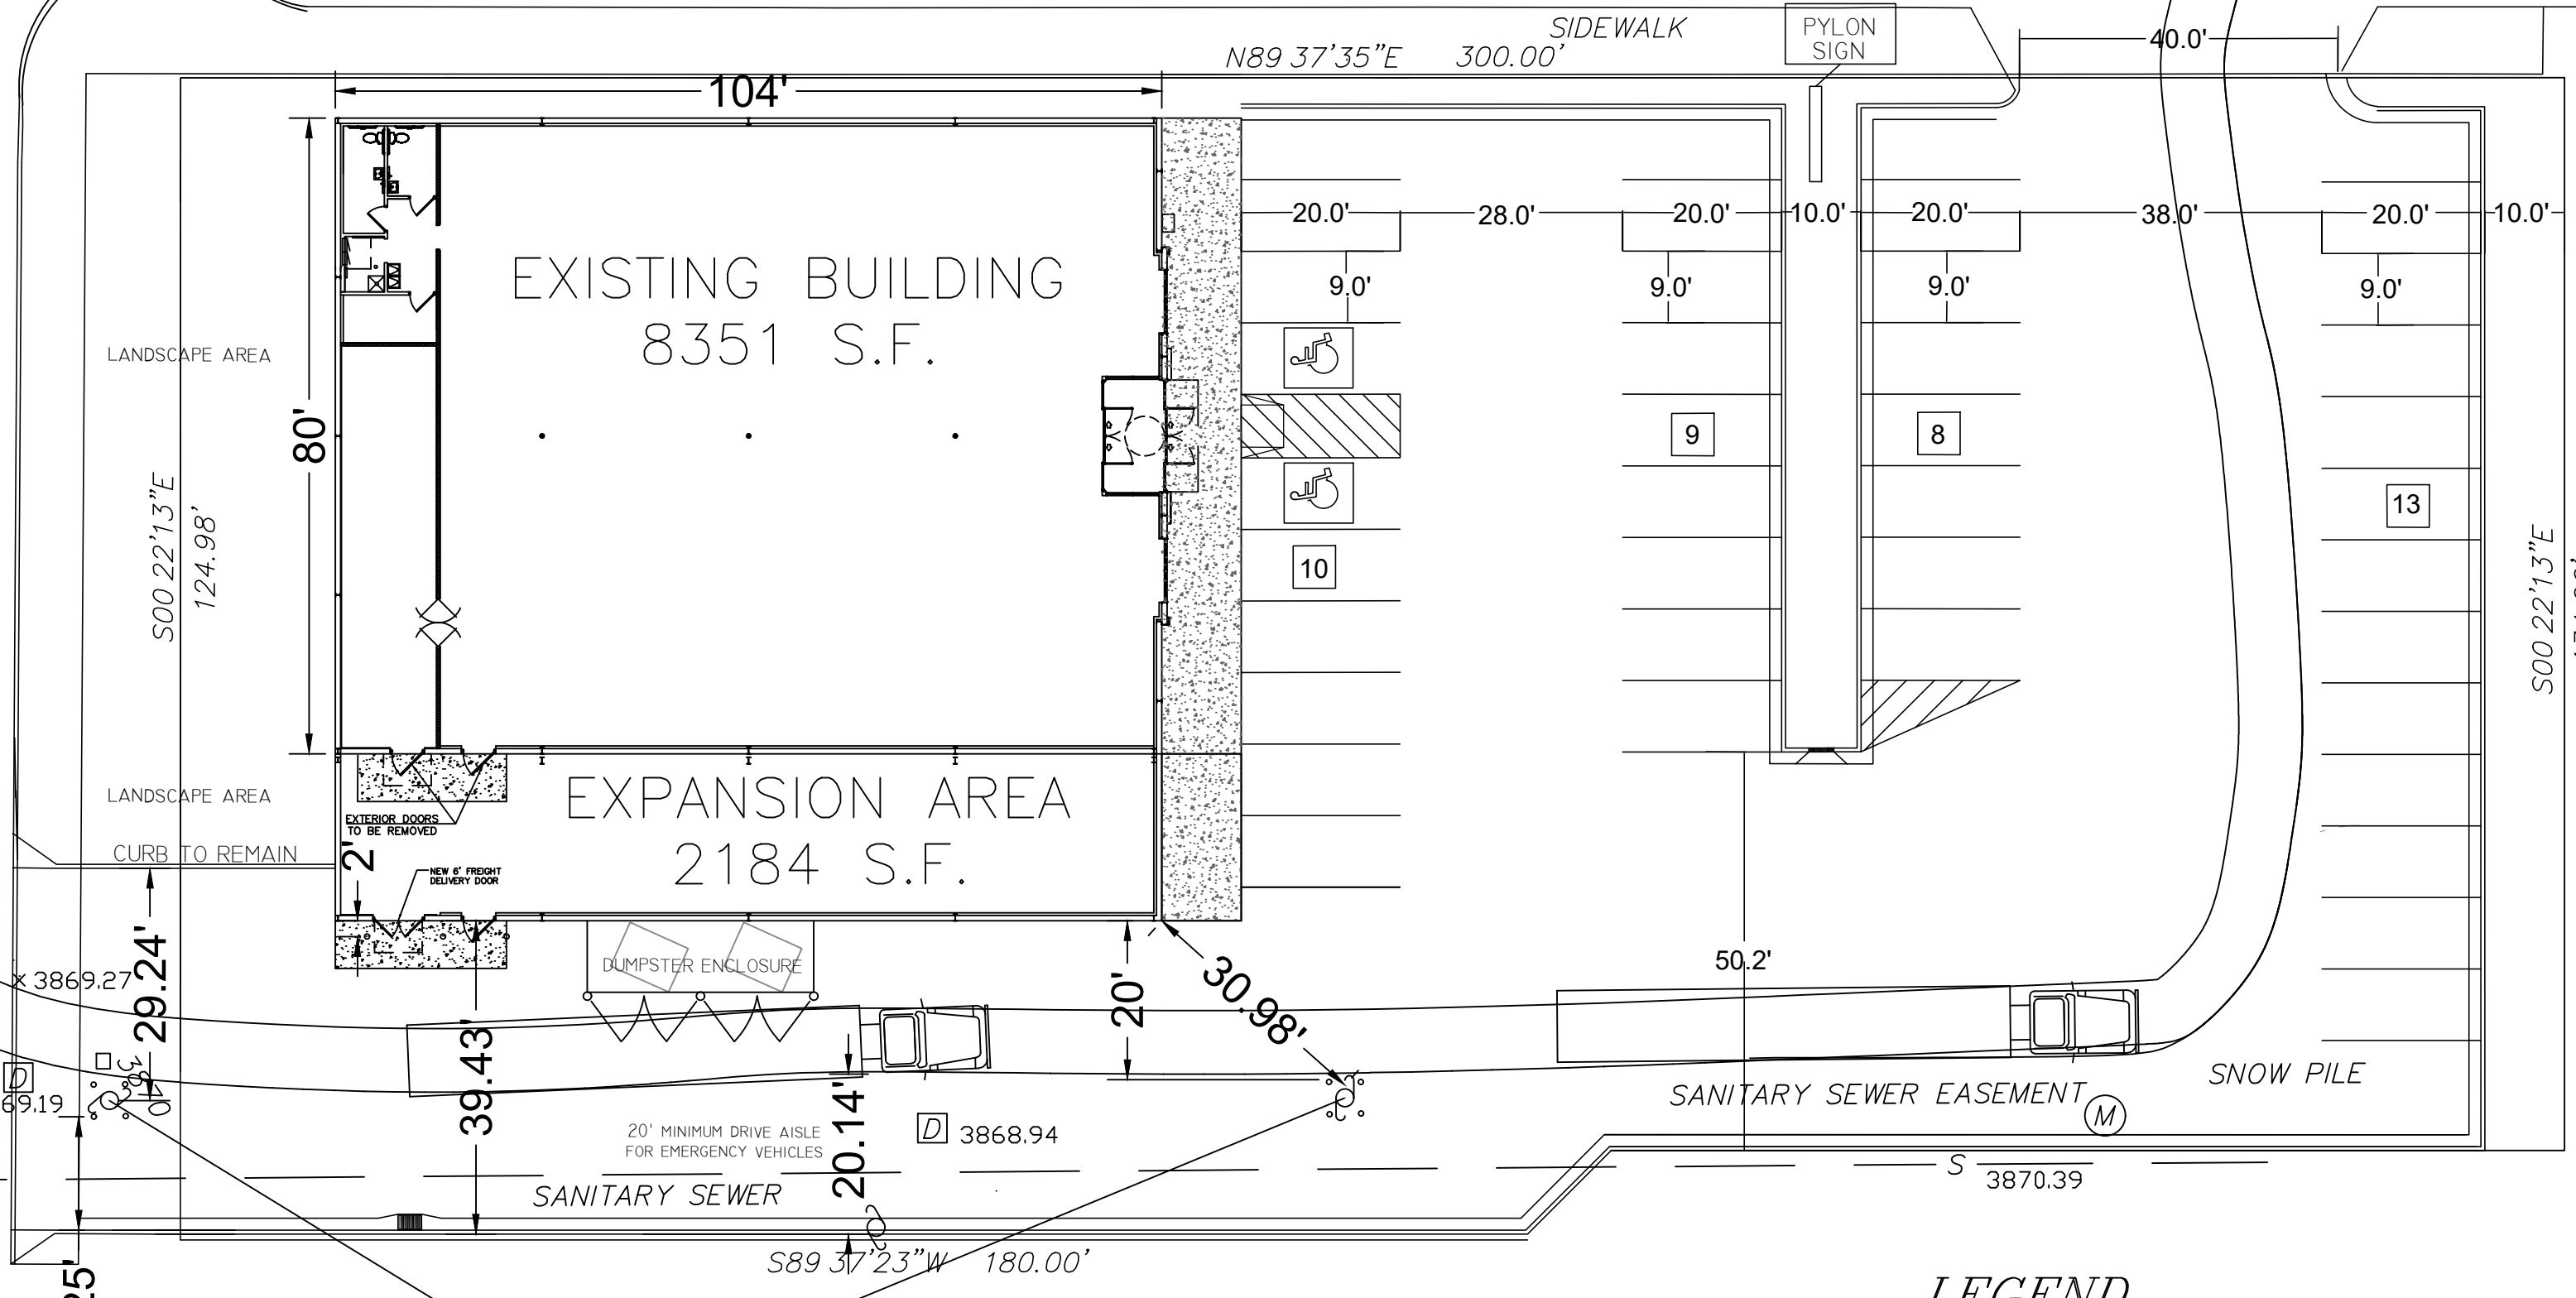 SIDEWALK
PYLON
SIGN
N89 37'35"E 300.00'
40.0'
104'
20.0'
28.0'
20.0'
10.0'
20.0'
38.0'
20.0'
10.0'
9.0'
9.0'
9.0'
9.0'
EXISTING BUILDING
8351 S.F.
LANDSCAPE AREA
80'
9
8
13
10
S00 22'13"E
124.98'
S00 22'13"E
EXPANSION AREA
2184 S.F.
LANDSCAPE AREA
EXTERIOR DOORS
TO BE REMOVED
CURB TO REMAIN
2'
NEW 6' FREIGHT
DELIVERY DOOR
DUMPSTER ENCLOSURE
50.2'
x 3869.27
29.24'
20'
30.98'
39.43'
3870
D
69.19
SNOW PILE
SANITARY SEWER EASEMENT
M
20.14'
D 3868.94
20' MINIMUM DRIVE AISLE
FOR EMERGENCY VEHICLES
S
3870.39
SANITARY SEWER
S89 37'23"W 180.00'
25'
LEGEND